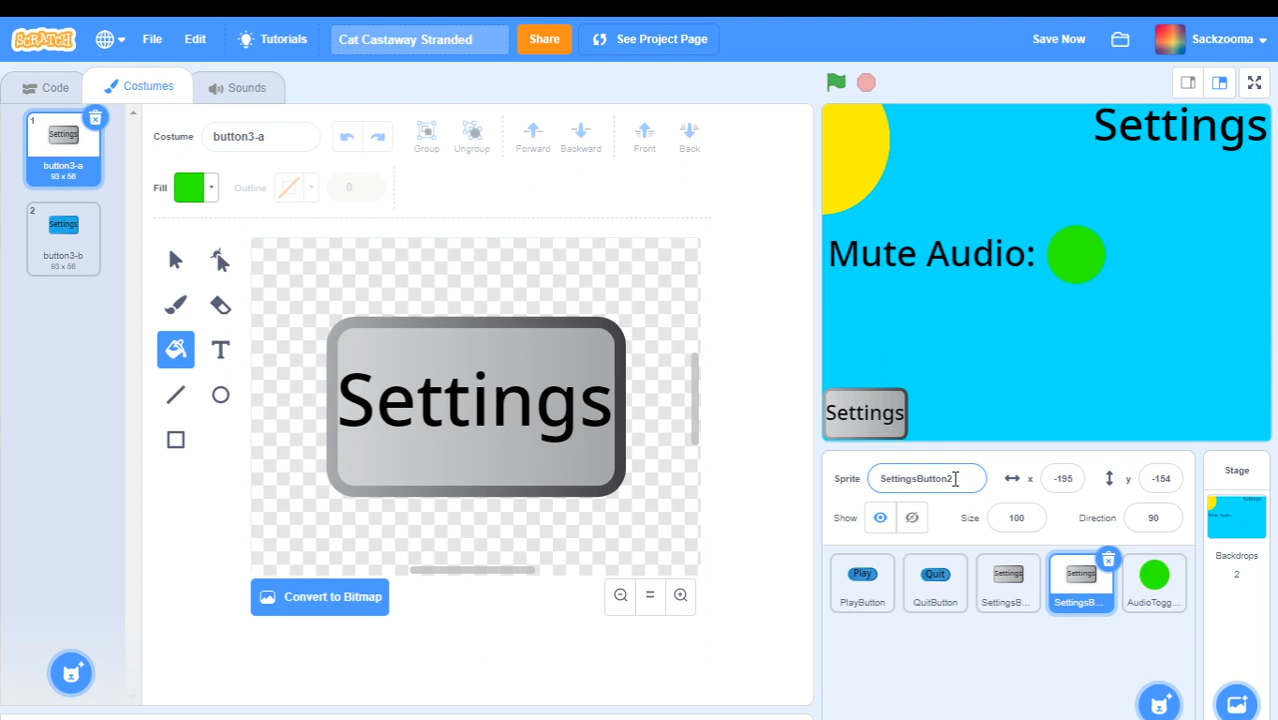 SCRATCH File Edit Tutorials Cat Castaway Stranded Share See Project Page Save Now Sackzooma
Code Costumes Sounds
1
Settings
button3-a
93 x 56
2
Settings
button3-b
93 x 56
Costume button3-a Group Ungroup Forward Backward Front Back
Fill Outline 0
Settings
Convert to Bitmap
Settings
Mute Audio:
Settings
Sprite SettingsButton2 x -195 y -154
Show Size 100 Direction 90
Play
PlayButton
Quit
QuitButton
Settings
SettingsB...
Settings
SettingsB...
AudioTogg...
Stage
Settings
Mute Audio:
Backdrops
2